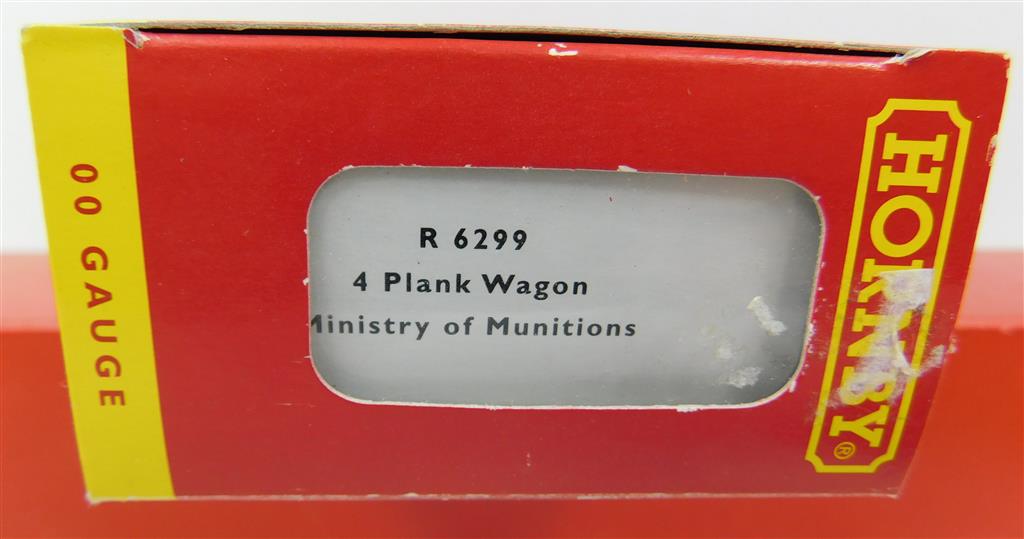 00 GAUGE
R 6299
4 Plank Wagon
Ministry of Munitions
HORNBY®